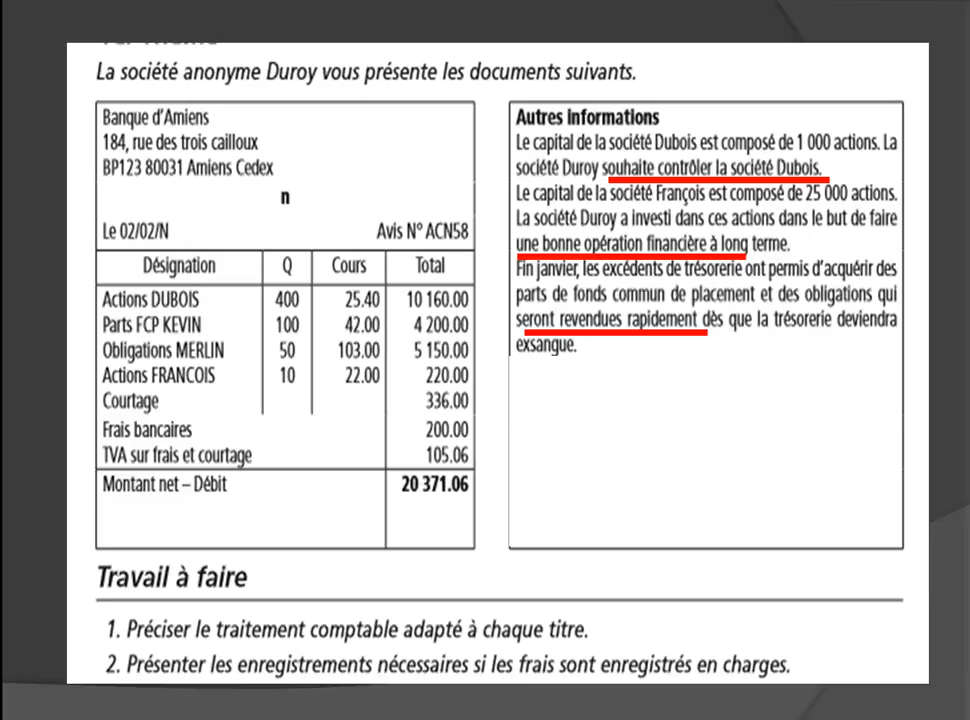 La société anonyme Duroy vous présente les documents suivants.
Banque d'Amiens
184, rue des trois cailloux
BP123 80031 Amiens Cedex
n
Le 02/02/N Avis N° ACN58
Désignation Q Cours Total
Actions DUBOIS 400 25.40 10 160.00
Parts FCP KEVIN 100 42.00 4 200.00
Obligations MERLIN 50 103.00 5 150.00
Actions FRANCOIS 10 22.00 220.00
Courtage 336.00
Frais bancaires 200.00
TVA sur frais et courtage 105.06
Montant net – Débit 20 371.06
Autres informations
Le capital de la société Dubois est composé de 1 000 actions. La
société Duroy souhaite contrôler la société Dubois.
Le capital de la société François est composé de 25 000 actions.
La société Duroy a investi dans ces actions dans le but de faire
une bonne opération financière à long terme.
Fin janvier, les excédents de trésorerie ont permis d'acquérir des
parts de fonds commun de placement et des obligations qui
seront revendues rapidement dès que la trésorerie deviendra
exsangue.
Travail à faire
1. Préciser le traitement comptable adapté à chaque titre.
2. Présenter les enregistrements nécessaires si les frais sont enregistrés en charges.